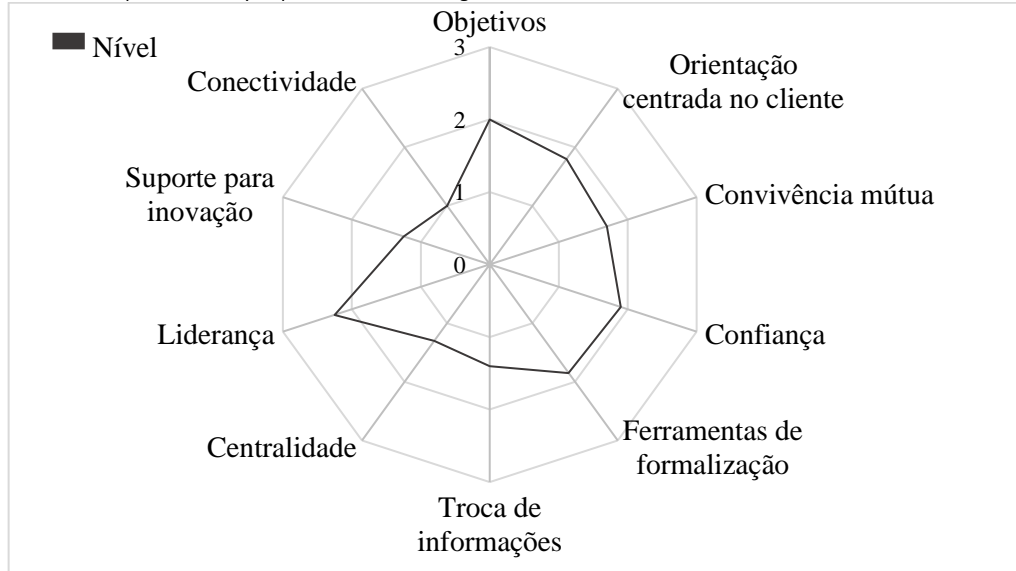 Nível
Objetivos
3
2
1
0
Orientação
centrada no cliente
Convivência mútua
Confiança
Ferramentas de
formalização
Troca de
informações
Centralidade
Liderança
Suporte para
inovação
Conectividade